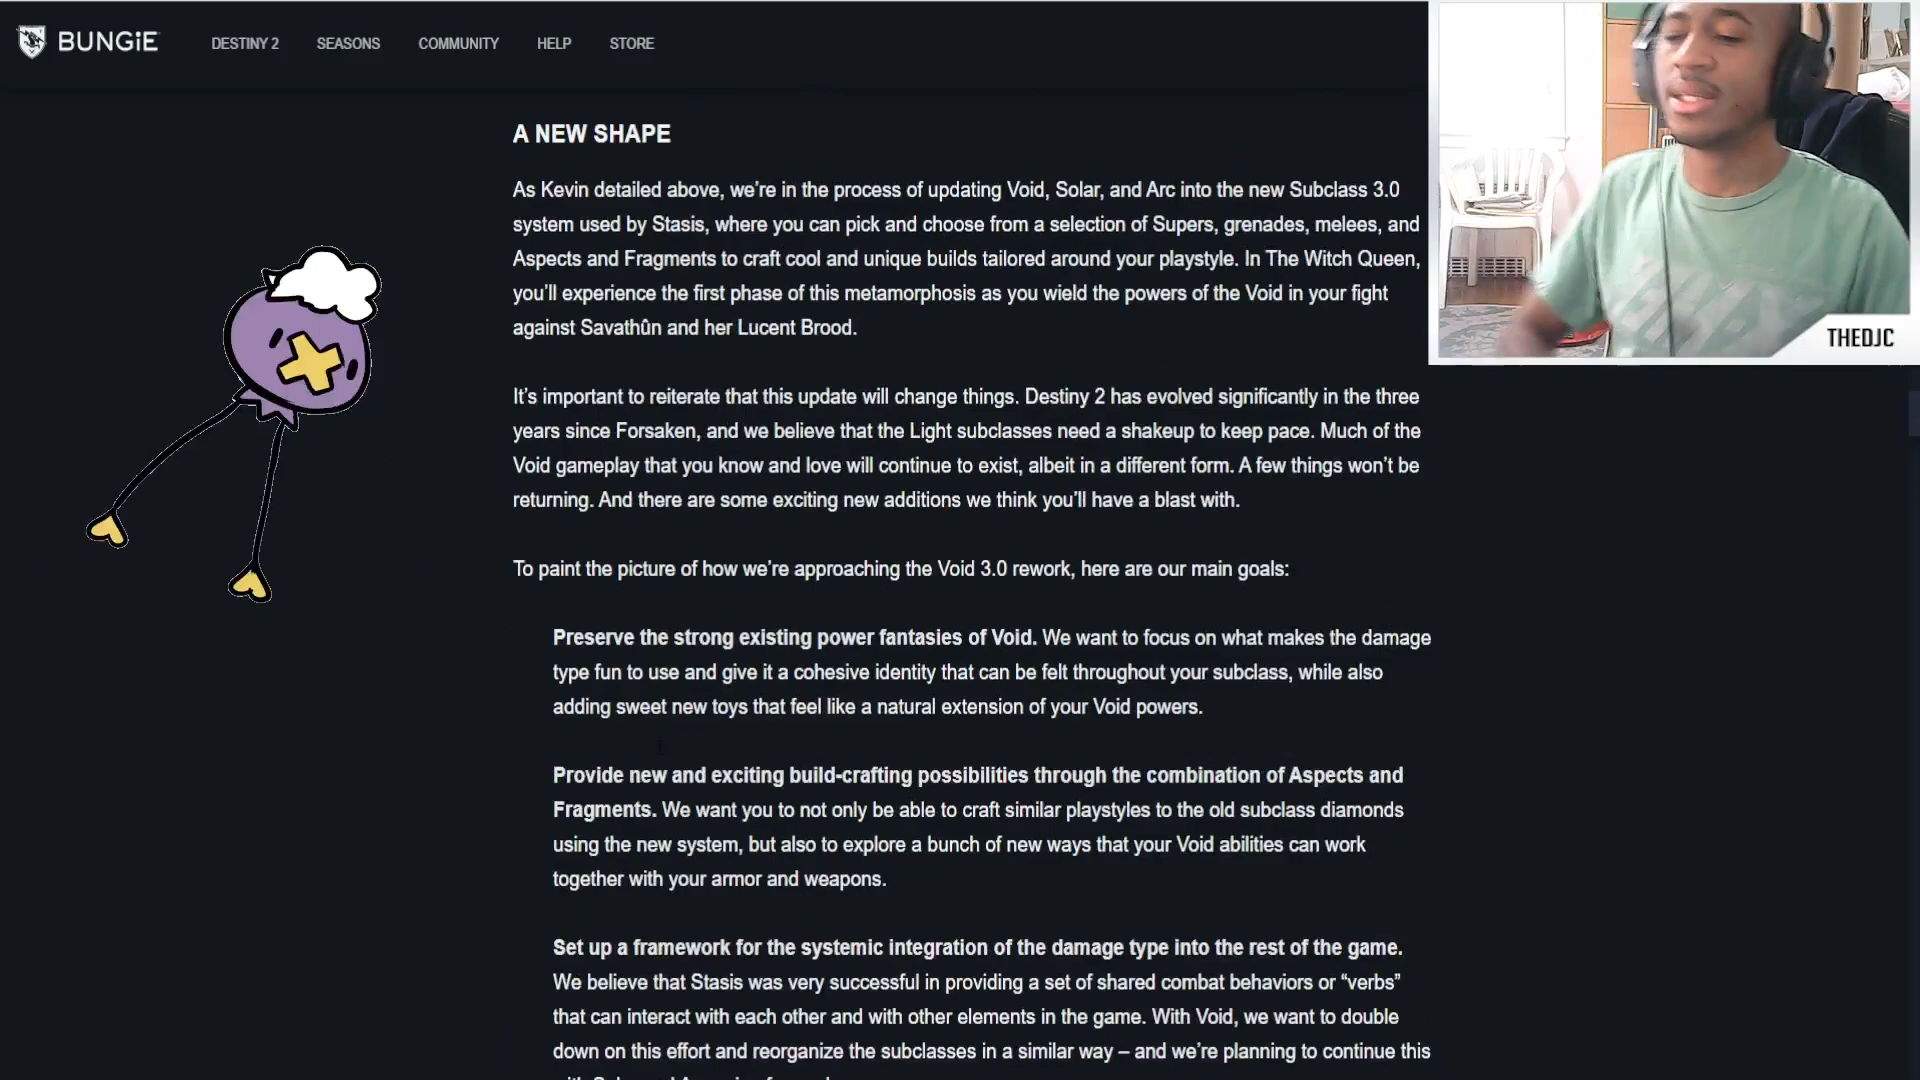 BUNGiE
DESTINY 2 SEASONS COMMUNITY HELP STORE
A NEW SHAPE
As Kevin detailed above, we’re in the process of updating Void, Solar, and Arc into the new Subclass 3.0
system used by Stasis, where you can pick and choose from a selection of Supers, grenades, melees, and
Aspects and Fragments to craft cool and unique builds tailored around your playstyle. In The Witch Queen,
you’ll experience the first phase of this metamorphosis as you wield the powers of the Void in your fight
against Savathûn and her Lucent Brood.
THEDJC
It’s important to reiterate that this update will change things. Destiny 2 has evolved significantly in the three
years since Forsaken, and we believe that the Light subclasses need a shakeup to keep pace. Much of the
Void gameplay that you know and love will continue to exist, albeit in a different form. A few things won’t be
returning. And there are some exciting new additions we think you’ll have a blast with.
To paint the picture of how we’re approaching the Void 3.0 rework, here are our main goals:
Preserve the strong existing power fantasies of Void. We want to focus on what makes the damage
type fun to use and give it a cohesive identity that can be felt throughout your subclass, while also
adding sweet new toys that feel like a natural extension of your Void powers.
Provide new and exciting build-crafting possibilities through the combination of Aspects and
Fragments. We want you to not only be able to craft similar playstyles to the old subclass diamonds
using the new system, but also to explore a bunch of new ways that your Void abilities can work
together with your armor and weapons.
Set up a framework for the systemic integration of the damage type into the rest of the game.
We believe that Stasis was very successful in providing a set of shared combat behaviors or “verbs”
that can interact with each other and with other elements in the game. With Void, we want to double
down on this effort and reorganize the subclasses in a similar way – and we’re planning to continue this